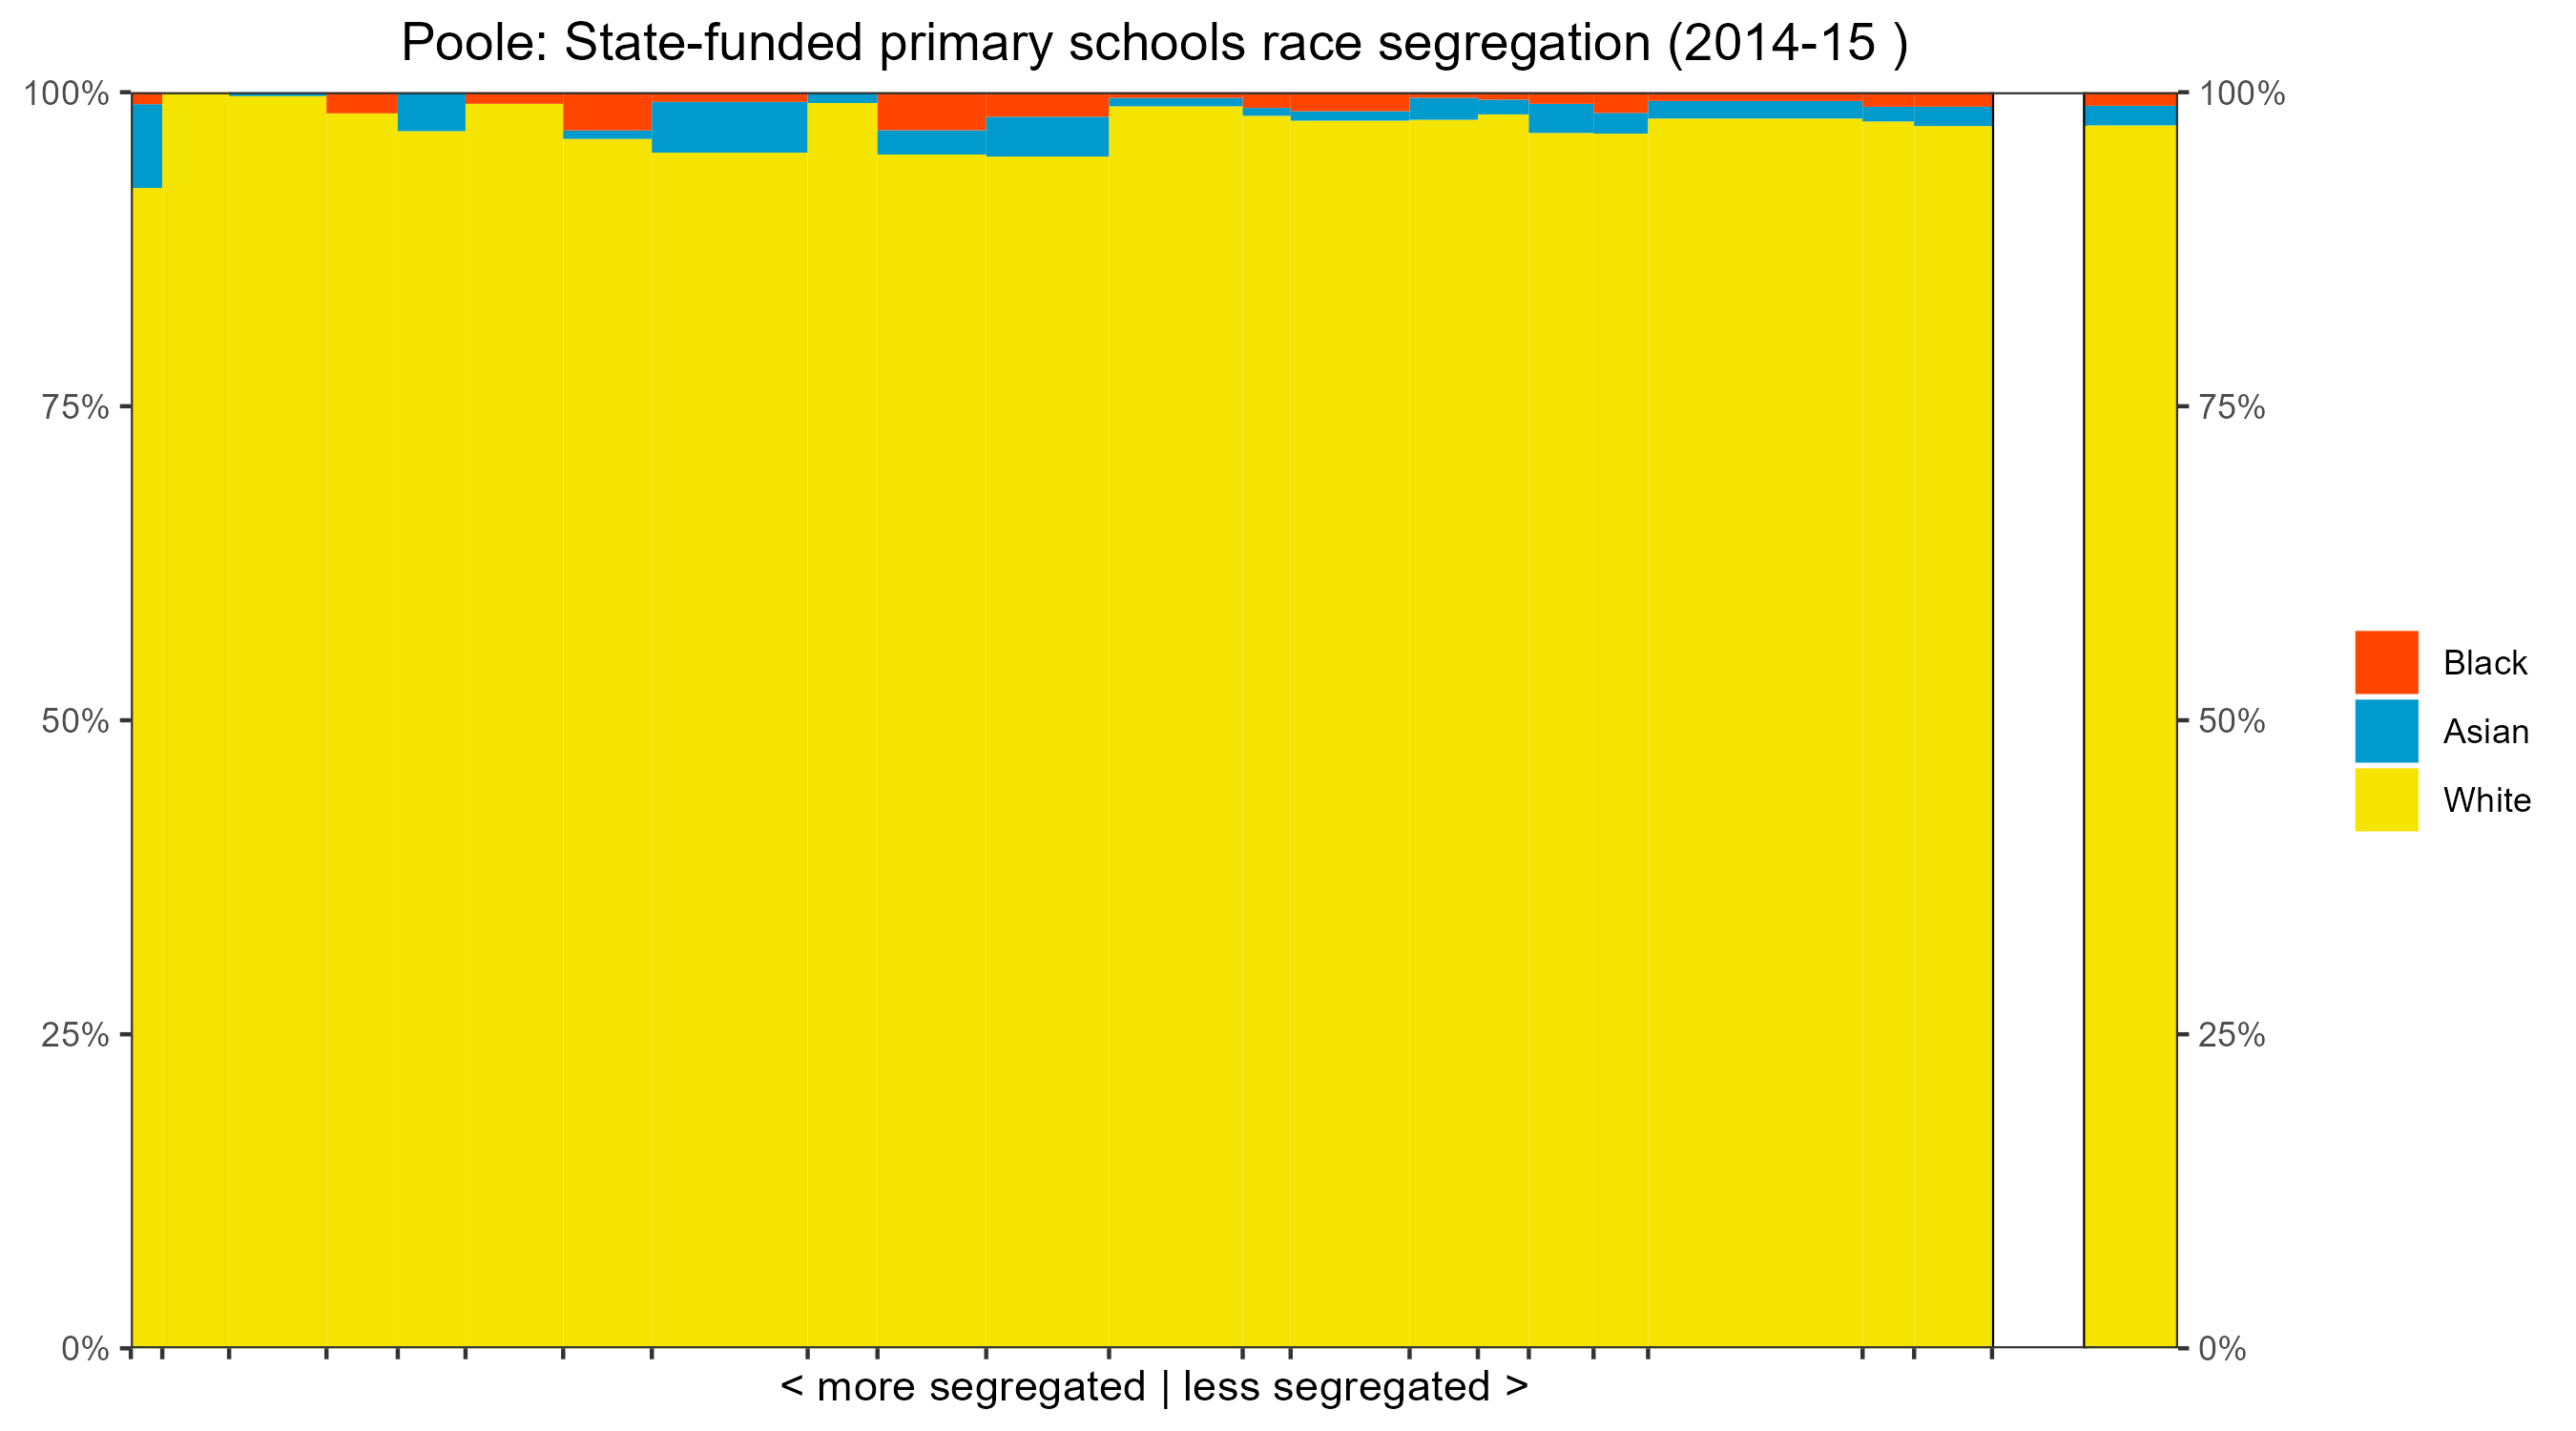 Poole: State-funded primary schools race segregation (2014-15 )
100%
75%
50%
25%
0%
100%
75%
50%
25%
0%
Black
Asian
White
< more segregated | less segregated >